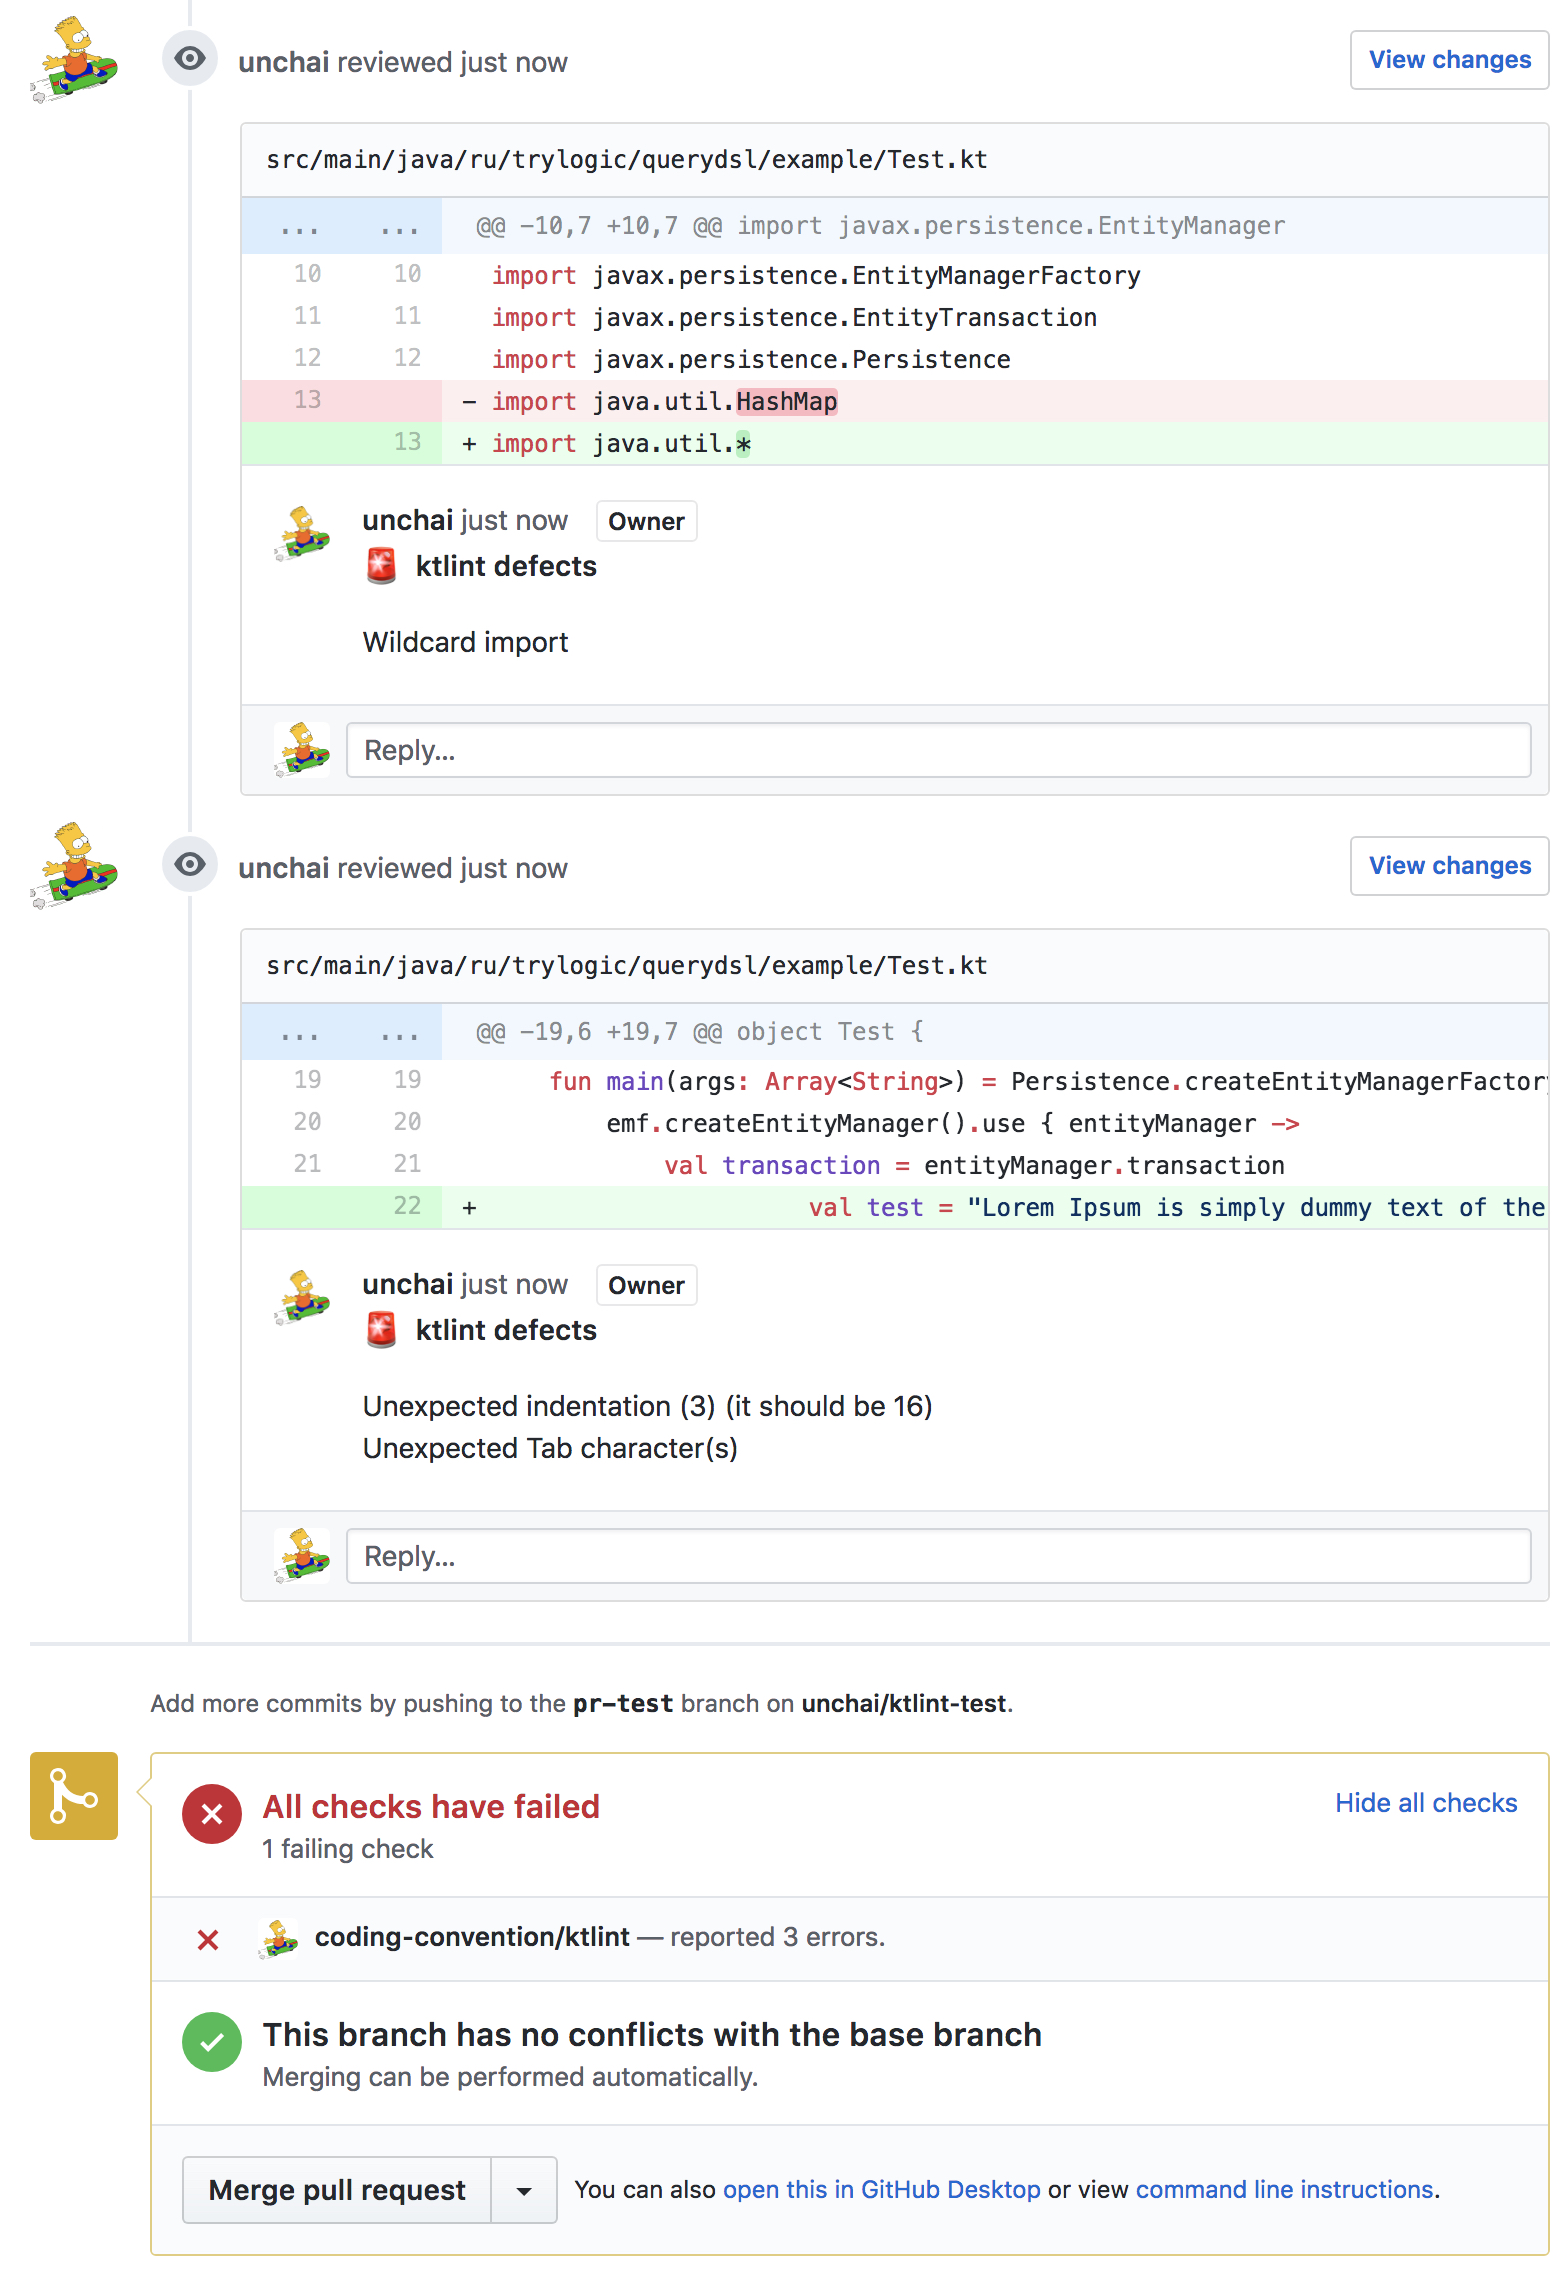 unchai reviewed just now
View changes
src/main/java/ru/trylogic/querydsl/example/Test.kt
... ... @@ -10,7 +10,7 @@ import javax.persistence.EntityManager
10 10 import javax.persistence.EntityManagerFactory
11 11 import javax.persistence.EntityTransaction
12 12 import javax.persistence.Persistence
13 - import java.util.HashMap
13 + import java.util.*
unchai just now Owner
ktlint defects
Wildcard import
Reply...
unchai reviewed just now
View changes
src/main/java/ru/trylogic/querydsl/example/Test.kt
... ... @@ -19,6 +19,7 @@ object Test {
19 19 fun main(args: Array<String>) = Persistence.createEntityManagerFactor
20 20 emf.createEntityManager().use { entityManager ->
21 21 val transaction = entityManager.transaction
22 + val test = "Lorem Ipsum is simply dummy text of the
unchai just now Owner
ktlint defects
Unexpected indentation (3) (it should be 16)
Unexpected Tab character(s)
Reply...
Add more commits by pushing to the pr-test branch on unchai/ktlint-test.
All checks have failed
Hide all checks
1 failing check
coding-convention/ktlint — reported 3 errors.
This branch has no conflicts with the base branch
Merging can be performed automatically.
Merge pull request
You can also open this in GitHub Desktop or view command line instructions.